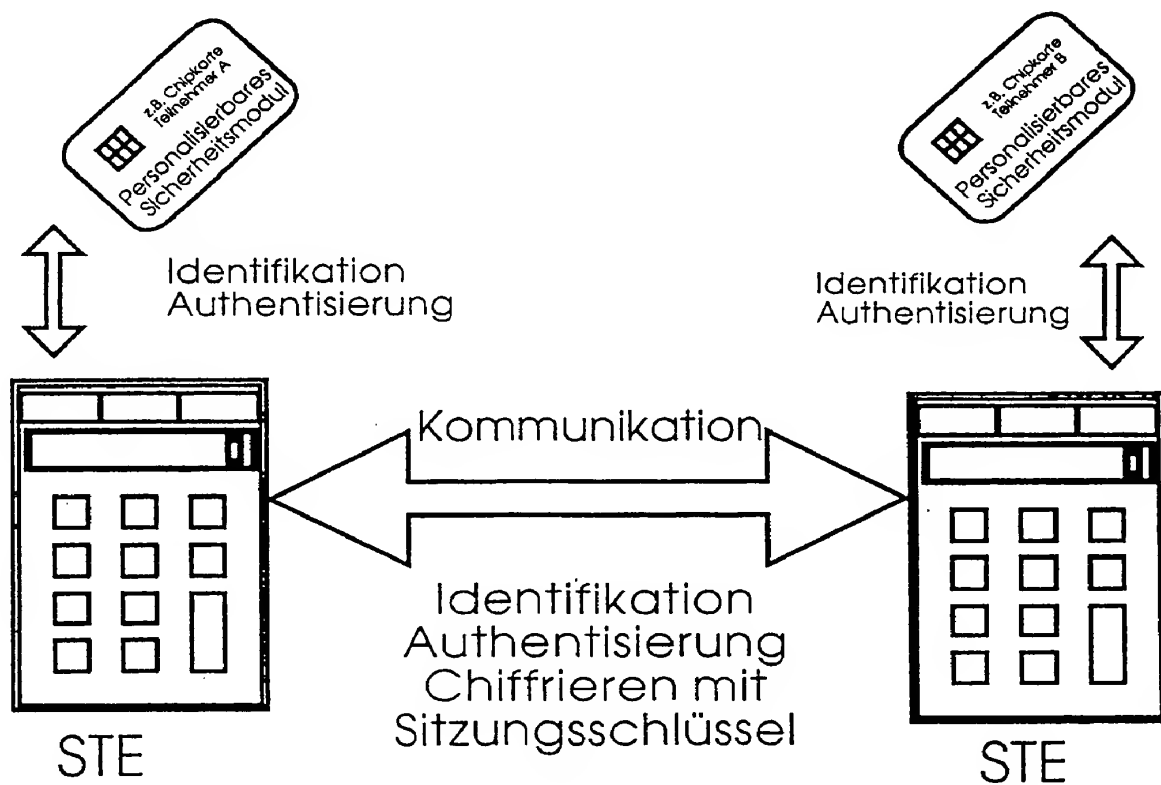 z.B. Chipkarte
Teilnehmer A
Personalisierbares
Sicherheitsmodul
z.B. Chipkarte
Teilnehmer B
Personalisierbares
Sicherheitsmodul
Identifikation
Authentisierung
Identifikation
Authentisierung
Kommunikation
Identifikation
Authentisierung
Chiffrieren mit
Sitzungsschlüssel
STE
STE